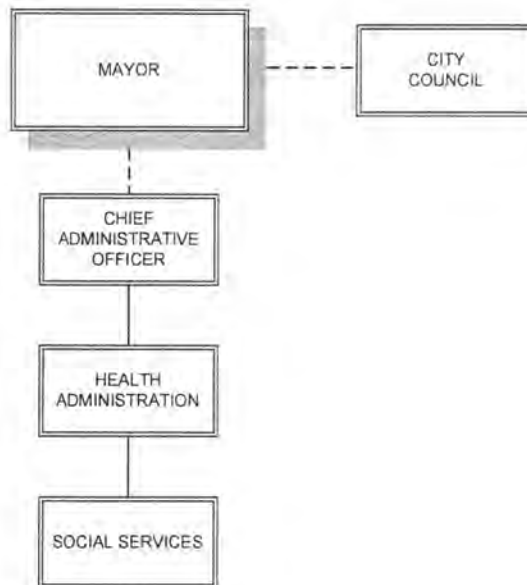 MAYOR
CITY
COUNCIL
CHIEF
ADMINISTRATIVE
OFFICER
HEALTH
ADMINISTRATION
SOCIAL SERVICES